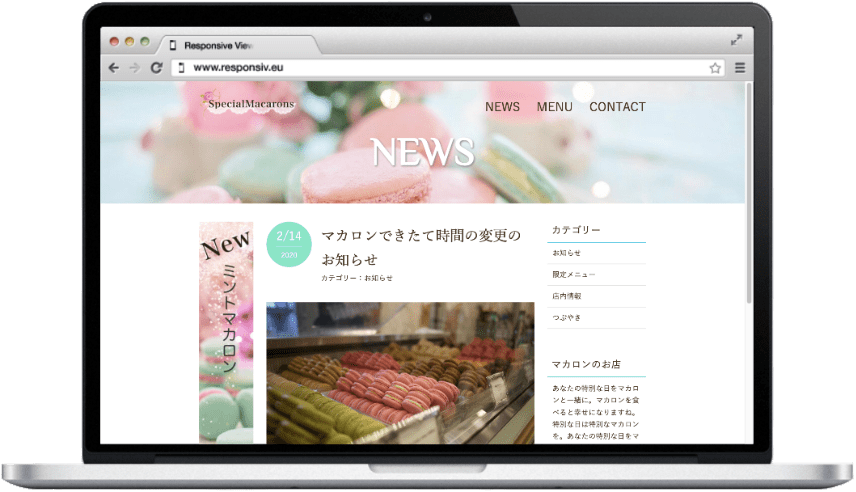 Responsive View
www.responsiv.eu
SpecialMacarons
NEWS MENU CONTACT
NEWS
New
ミントマカロン
2/14
2020
マカロンできたて時間の変更の
お知らせ
カテゴリー：お知らせ
カテゴリー
お知らせ
限定メニュー
店内情報
つぶやき
マカロンのお店
あなたの特別な日をマカロ
ンと一緒に。マカロンを食
べると幸せになりますね。
特別な日は特別なマカロン
を。あなたの特別な日をマ